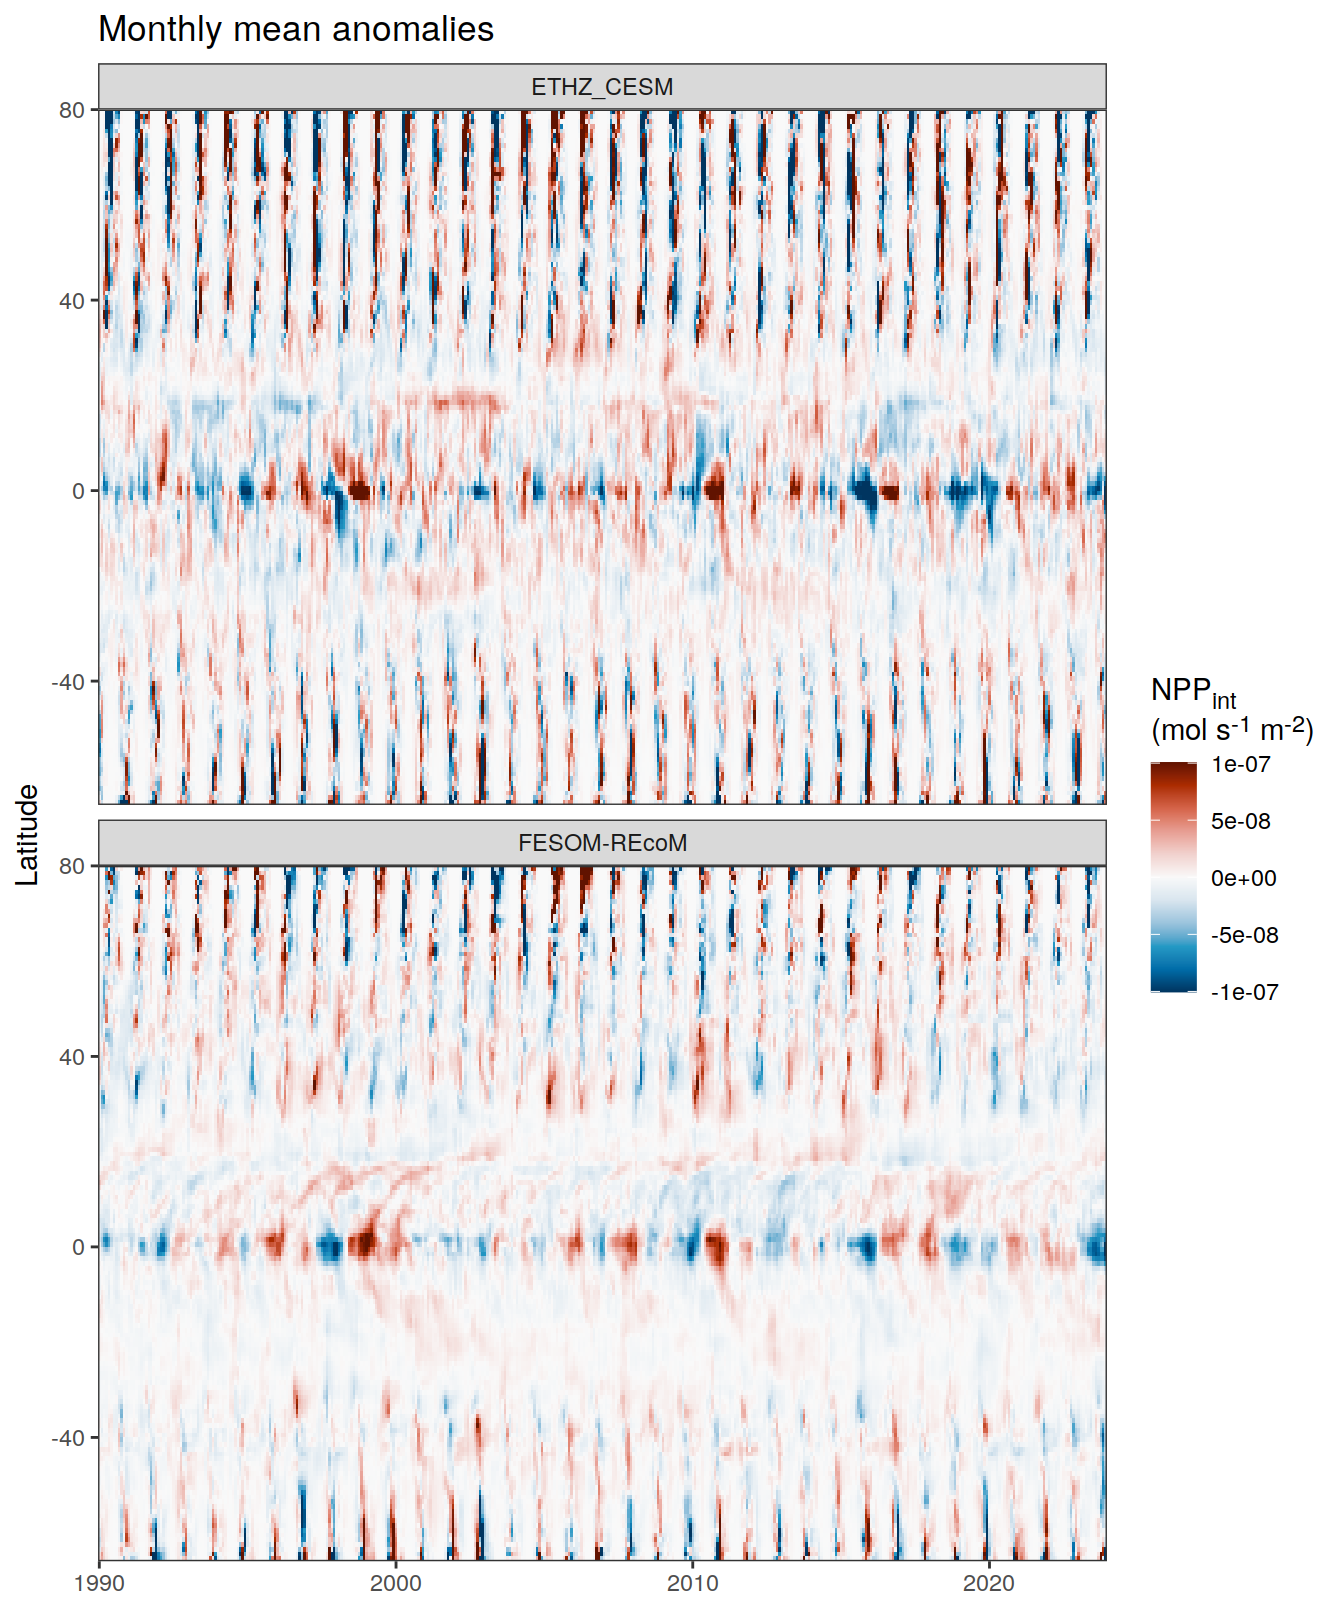 Monthly mean anomalies
ETHZ_CESM
80
40
0
-40
FESOM-REcoM
80
40
0
-40
1990 2000 2010 2020
Latitude
NPPint
(mol s-1 m-2)
1e-07
5e-08
0e+00
-5e-08
-1e-07